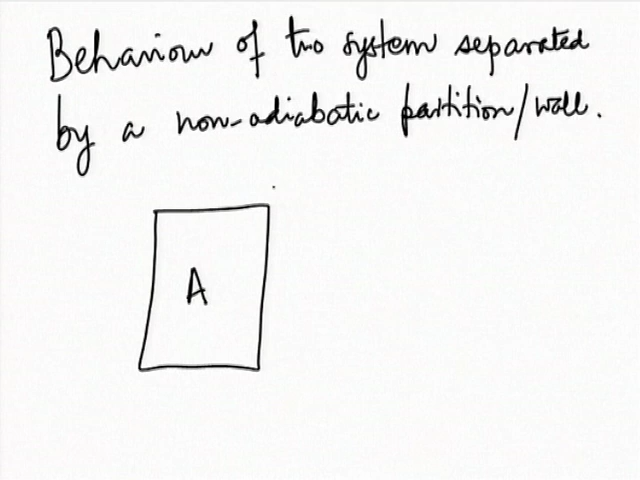 Behaviour of two system separated
by a non-adiabatic partition/wall.
A